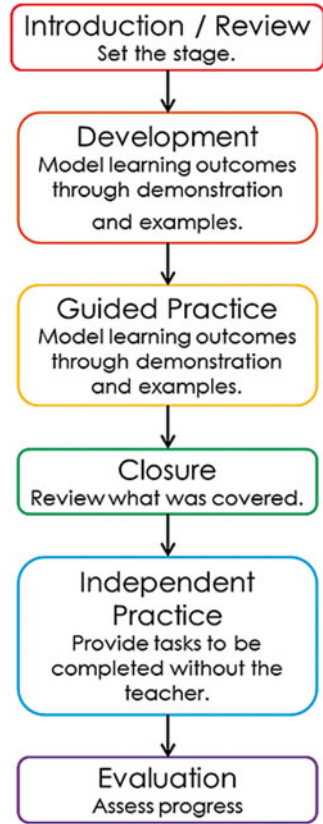 Introduction / Review
Set the stage.
Development
Model learning outcomes
through demonstration
and examples.
Guided Practice
Model learning outcomes
through demonstration
and examples.
Closure
Review what was covered.
Independent
Practice
Provide tasks to be
completed without the
teacher.
Evaluation
Assess progress